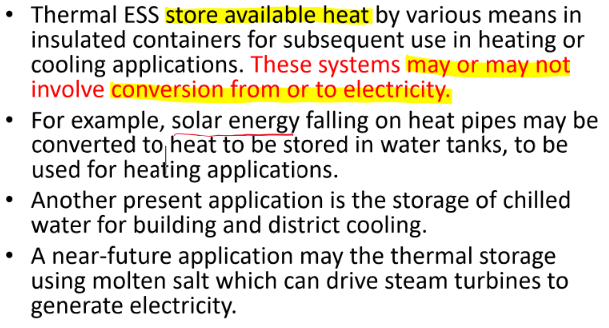 • Thermal ESS store available heat by various means in
insulated containers for subsequent use in heating or
cooling applications. These systems may or may not
involve conversion from or to electricity.
• For example, solar energy falling on heat pipes may be
converted to heat to be stored in water tanks, to be
used for heating applications.
• Another present application is the storage of chilled
water for building and district cooling.
• A near-future application may the thermal storage
using molten salt which can drive steam turbines to
generate electricity.